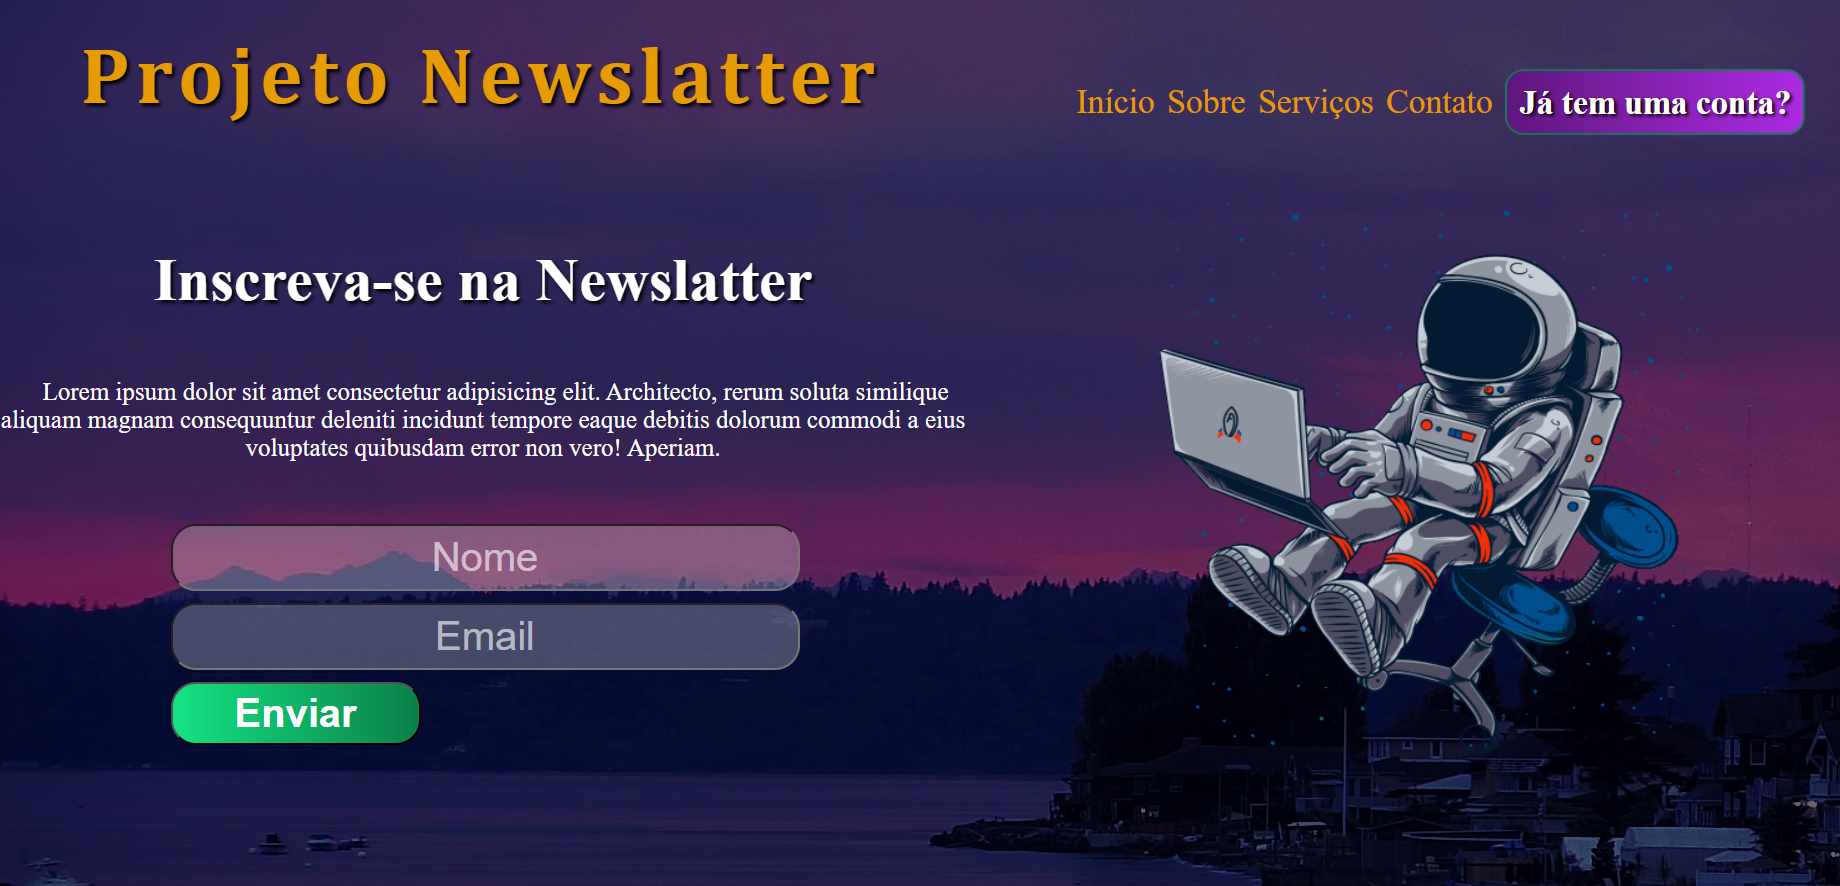 Projeto Newslatter
Início Sobre Serviços Contato Já tem uma conta?
Inscreva-se na Newslatter
Lorem ipsum dolor sit amet consectetur adipisicing elit. Architecto, rerum soluta similique
aliquam magnam consequuntur deleniti incidunt tempore eaque debitis dolorum commodi a eius
voluptates quibusdam error non vero! Aperiam.
Nome
Email
Enviar